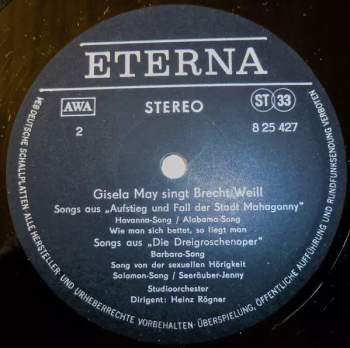 ETERNA
AWA
STEREO
ST 33
2
8 25 427
Gisela May singt Brecht/Weill
Songs aus „Aufstieg und Fall der Stadt Mahagonny"
Havanna-Song / Alabama-Song
Wie man sich bettet, so liegt man
Songs aus „Die Dreigroschenoper"
Barbara-Song
Song von der sexuellen Hörigkeit
Salomon-Song / Seeräuber-Jenny
Studioorchester
Dirigent: Heinz Rögner
VEB DEUTSCHE SCHALLPLATTEN · ALLE HERSTELLER- UND URHEBERRECHTE VORBEHALTEN · ÜBERSPIELUNG, ÖFFENTLICHE AUFFÜHRUNG UND RUNDFUNKSENDUNG VERBOTEN